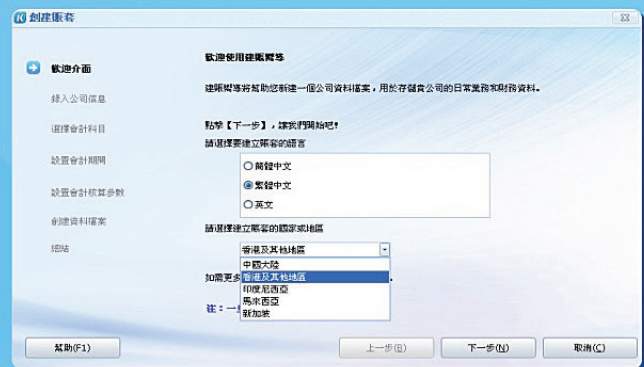 創建賬套
歡迎介面
錄入公司信息
選擇會計科目
設置會計期間
設置會計核算參數
創建資料檔案
總結
歡迎使用建賬嚮導
建賬嚮導將幫助您新建一個公司資料檔案，用於存儲貴公司的日常業務和財務資料。
點擊【下一步】，讓我們開始吧!
請選擇要建立賬套的語言
簡體中文
繁體中文
英文
請選擇建立賬套的國家或地區
香港及其他地區
中國大陸
香港及其他地區
印度尼西亞
馬來西亞
新加坡
如需更多
注：一
幫助(F1)
上一步(B)
下一步(N)
取消(C)